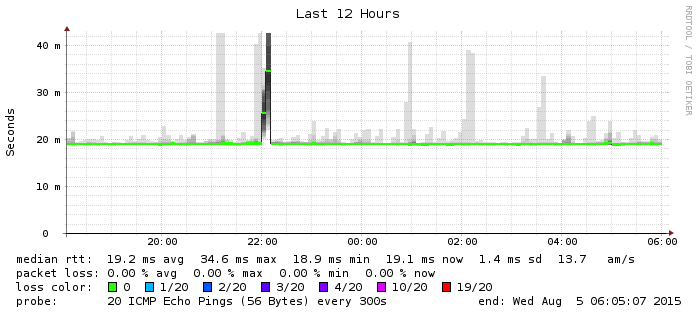 Last 12 Hours
RRDTOOL / TOBI OETIKER
Seconds
40 m
30 m
20 m
10 m
0
20:00 22:00 00:00 02:00 04:00 06:00
median rtt: 19.2 ms avg 34.6 ms max 18.9 ms min 19.1 ms now 1.4 ms sd 13.7 am/s
packet loss: 0.00 % avg 0.00 % max 0.00 % min 0.00 % now
loss color: 0 1/20 2/20 3/20 4/20 10/20 19/20
probe: 20 ICMP Echo Pings (56 Bytes) every 300s end: Wed Aug 5 06:05:07 2015